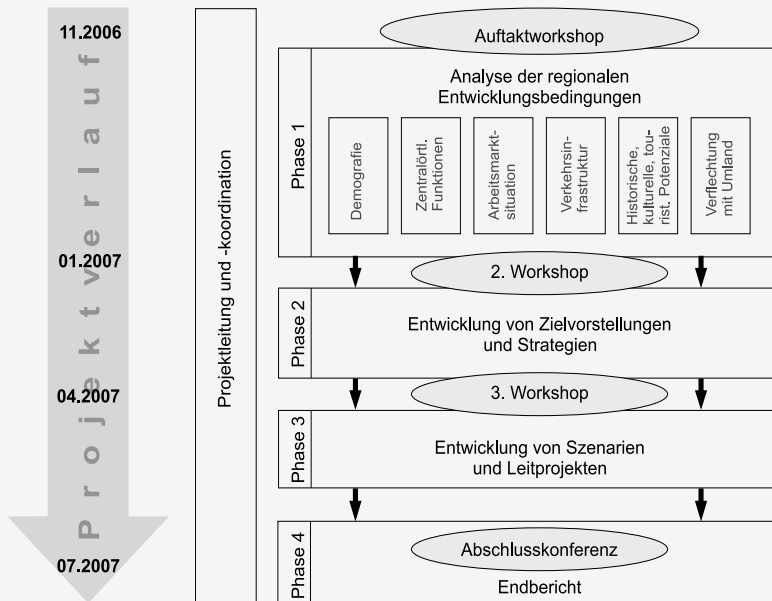 11.2006
01.2007
04.2007
07.2007
Projektverlauf
Projektleitung und -koordination
Auftaktworkshop
Phase 1
Analyse der regionalen
Entwicklungsbedingungen
Demografie
Zentralörtl.
Funktionen
Arbeitsmarkt-
situation
Verkehrsin-
frastruktur
Historische,
kulturelle, tou-
rist. Potenziale
Verflechtung
mit Umland
2. Workshop
Phase 2
Entwicklung von Zielvorstellungen
und Strategien
3. Workshop
Phase 3
Entwicklung von Szenarien
und Leitprojekten
Phase 4
Abschlusskonferenz
Endbericht